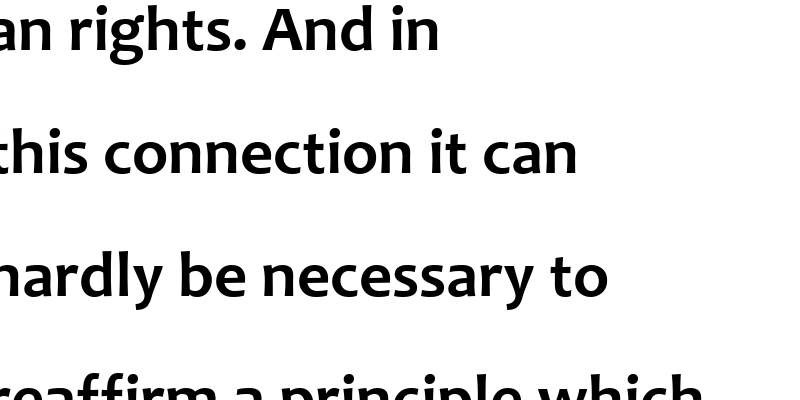 an rights. And in
this connection it can
hardly be necessary to
reaffirm a principle which